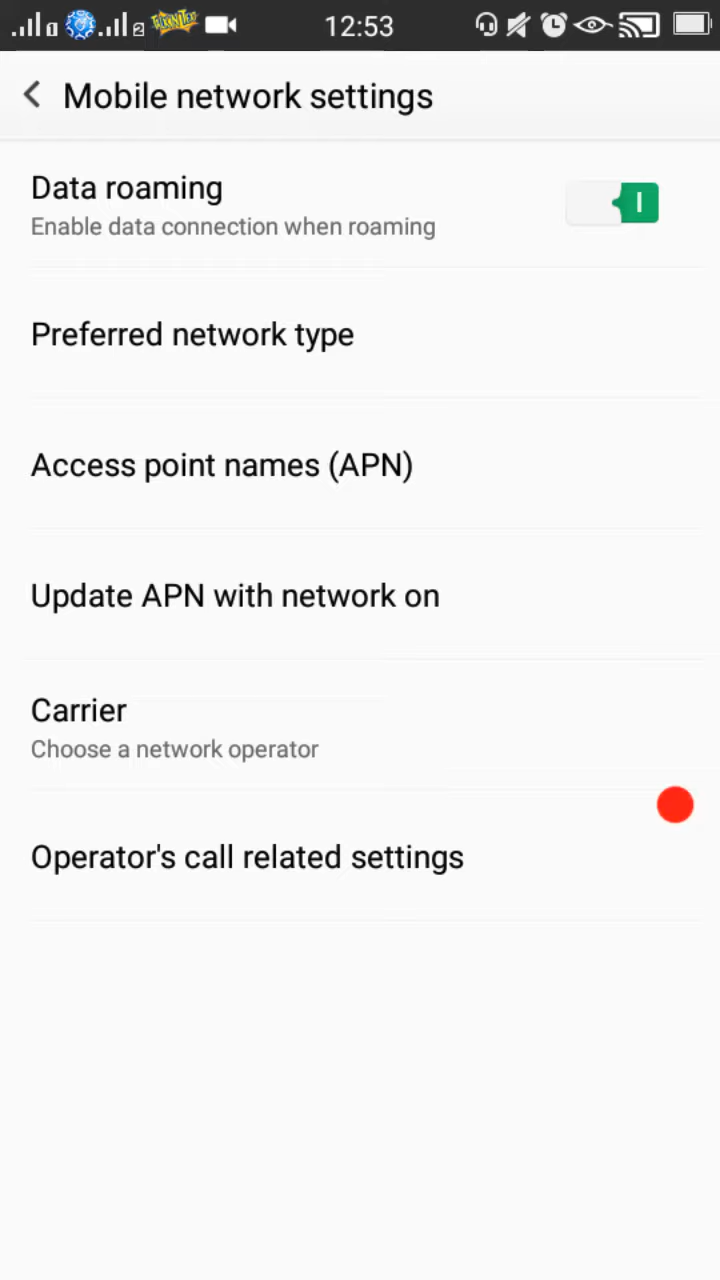 12:53
Mobile network settings
Data roaming
Enable data connection when roaming
Preferred network type
Access point names (APN)
Update APN with network on
Carrier
Choose a network operator
Operator's call related settings